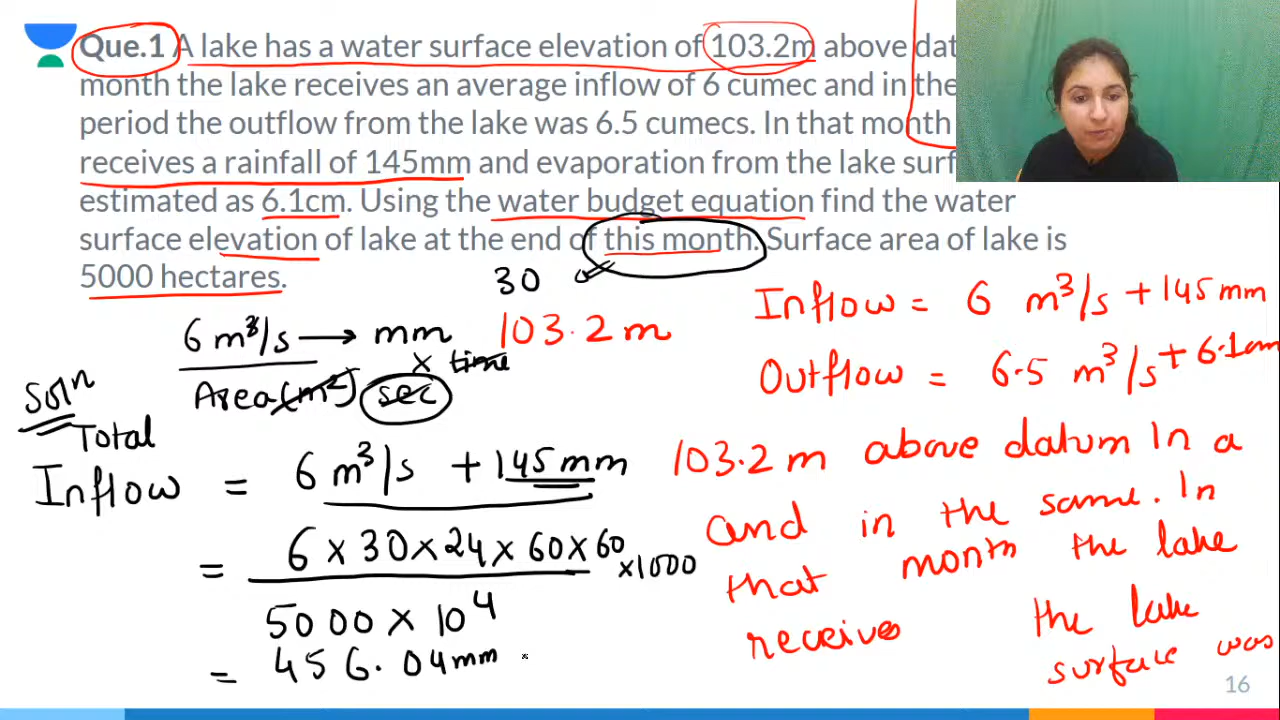 Que.1 A lake has a water surface elevation of 103.2m above dat
month the lake receives an average inflow of 6 cumec and in the
period the outflow from the lake was 6.5 cumecs. In that month
receives a rainfall of 145mm and evaporation from the lake surf
estimated as 6.1cm. Using the water budget equation find the water
surface elevation of lake at the end of this month. Surface area of lake is
5000 hectares.
30
6 m³/s → mm
Area (m²) sec × time
103.2 m
Inflow = 6 m³/s + 145 mm
Outflow = 6.5 m³/s + 6.1cm
Solⁿ
Total
Inflow = 6 m³/s + 145 mm
= 6 × 30 × 24 × 60 × 60 × 1000
5000 × 10⁴
= 456.04mm
103.2 m above datum In a
and in the same. In
that month the lake
receives the lake
surface was
16